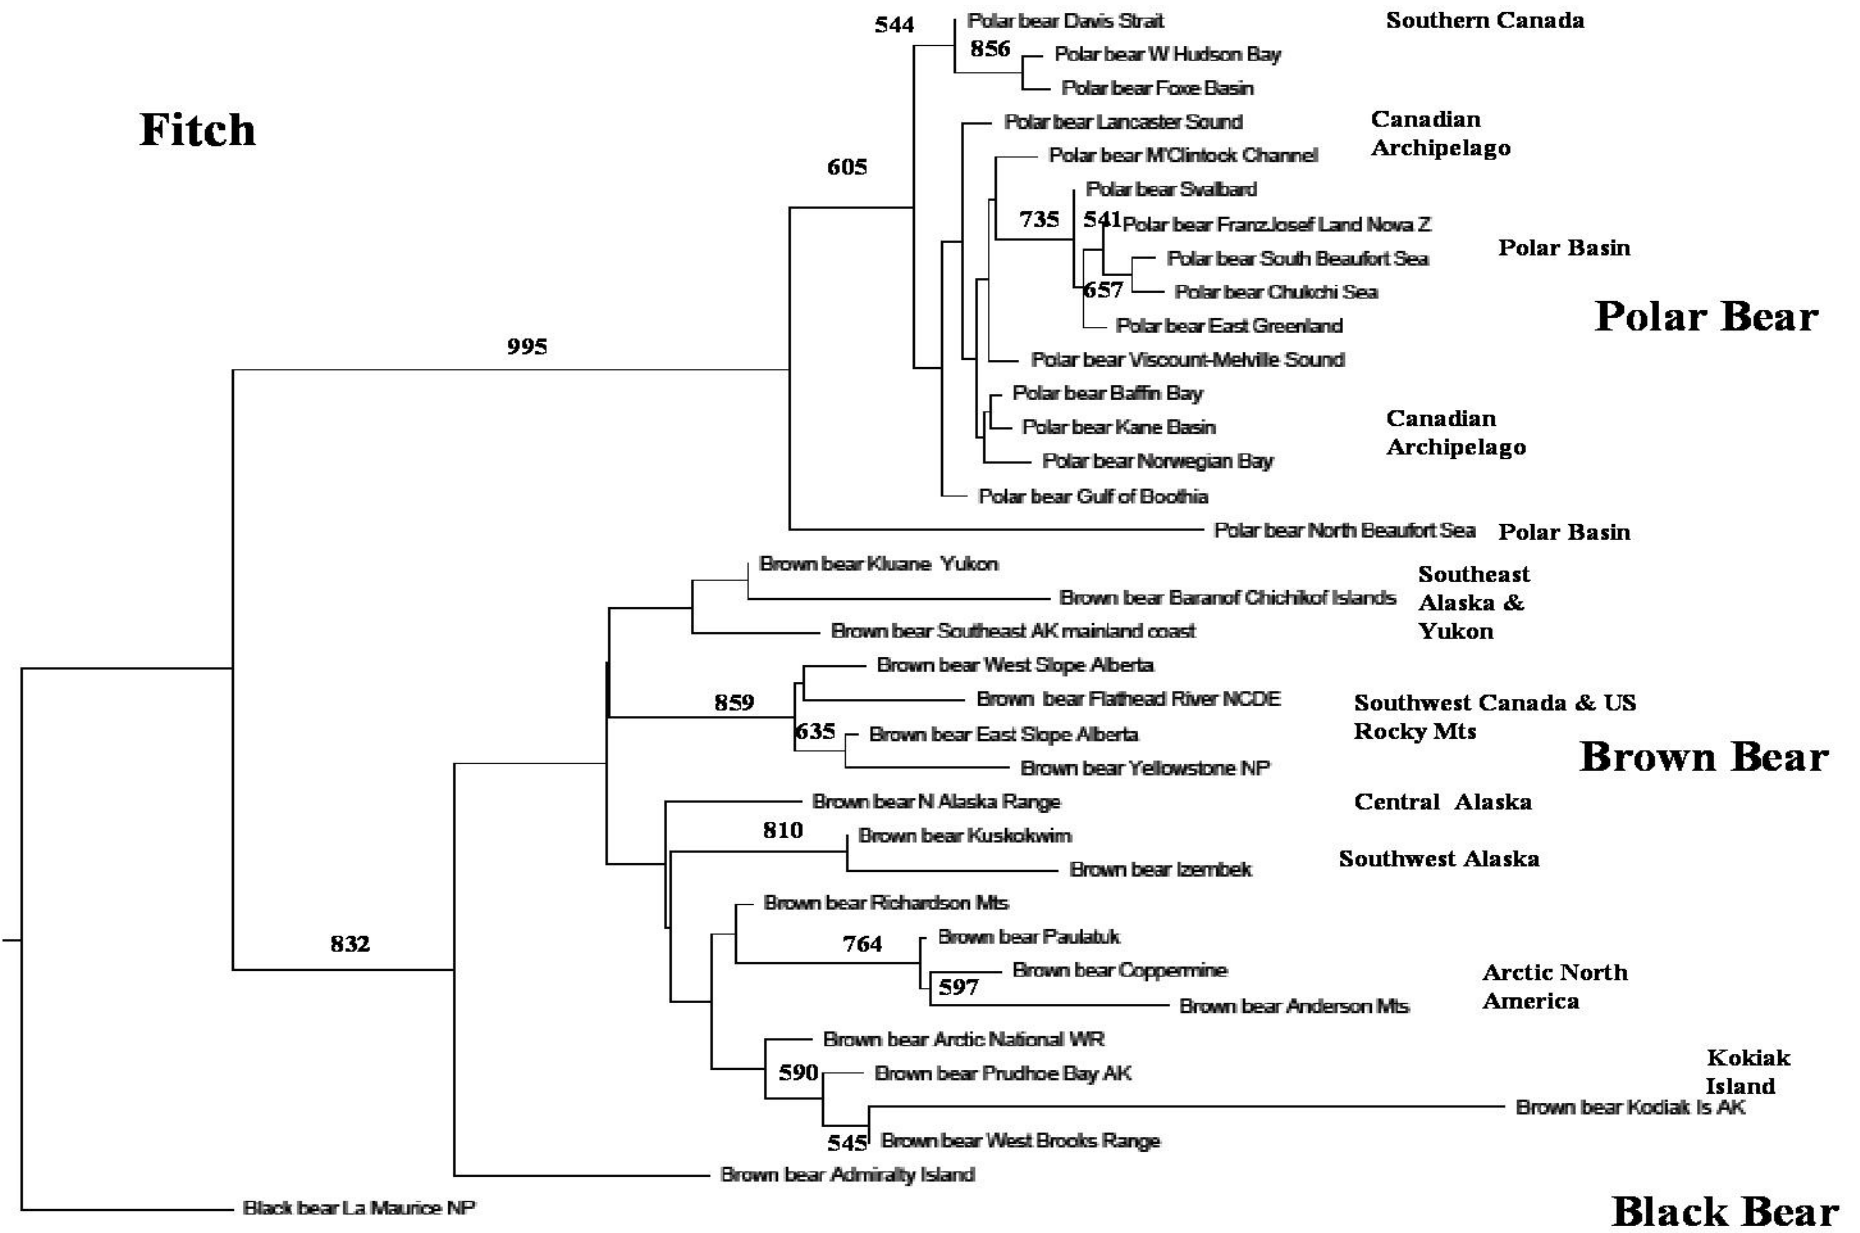 544
Polar bear Davis Strait
Southern Canada
856
Polar bear W Hudson Bay
Polar bear Foxe Basin
Fitch
Polar bear Lancaster Sound
Canadian
Archipelago
Polar bear M'Clintock Channel
605
Polar bear Svalbard
735
541
Polar bear FranzJosef Land Nova Z
Polar Basin
Polar bear South Beaufort Sea
657
Polar bear Chukchi Sea
Polar Bear
Polar bear East Greenland
995
Polar bear Viscount-Melville Sound
Polar bear Baffin Bay
Canadian
Archipelago
Polar bear Kane Basin
Polar bear Norwegian Bay
Polar bear Gulf of Boothia
Polar bear North Beaufort Sea
Polar Basin
Brown bear Kluane Yukon
Southeast
Alaska &
Yukon
Brown bear Baranof Chichikof Islands
Brown bear Southeast AK mainland coast
Brown bear West Slope Alberta
859
Brown bear Flathead River NCDE
Southwest Canada & US
Rocky Mts
635
Brown bear East Slope Alberta
Brown Bear
Brown bear Yellowstone NP
Brown bear N Alaska Range
Central Alaska
810
Brown bear Kuskokwim
Southwest Alaska
Brown bear Izembek
Brown bear Richardson Mts
832
764
Brown bear Paulatuk
Brown bear Coppermine
Arctic North
America
597
Brown bear Anderson Mts
Brown bear Arctic National WR
Kokiak
Island
590
Brown bear Prudhoe Bay AK
Brown bear Kodiak Is AK
545
Brown bear West Brooks Range
Brown bear Admiralty Island
Black bear La Maurice NP
Black Bear